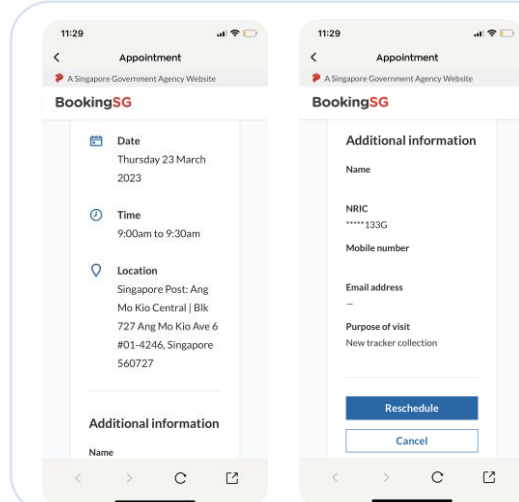 11:29
Appointment
A Singapore Government Agency Website
BookingSG
Date
Thursday 23 March
2023
Time
9:00am to 9:30am
Location
Singapore Post: Ang
Mo Kio Central | Blk
727 Ang Mo Kio Ave 6
#01-4246, Singapore
560727
Additional information
Name
11:29
Appointment
A Singapore Government Agency Website
BookingSG
Additional information
Name
NRIC
*****133G
Mobile number
Email address
—
Purpose of visit
New tracker collection
Reschedule
Cancel